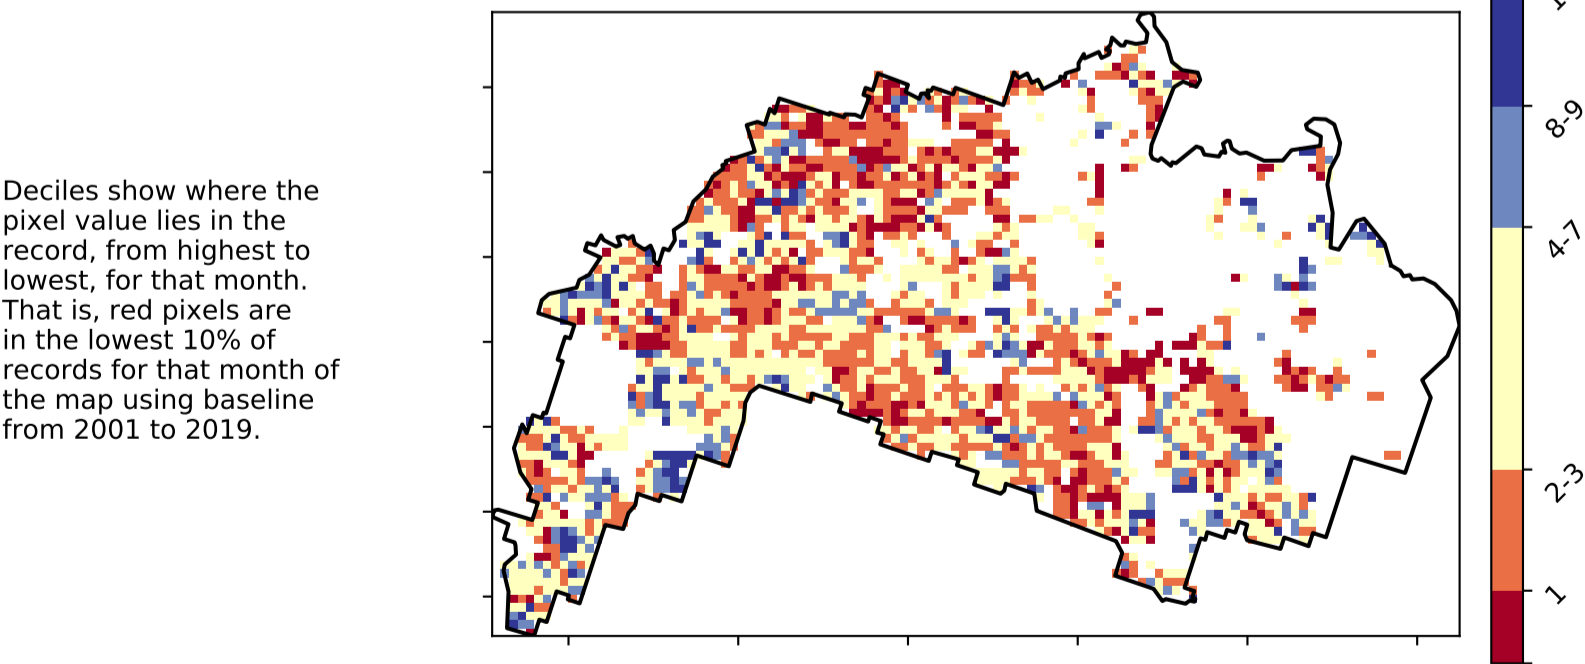 Deciles show where the
pixel value lies in the
record, from highest to
lowest, for that month.
That is, red pixels are
in the lowest 10% of
records for that month of
the map using baseline
from 2001 to 2019.
8-9
4-7
2-3
1